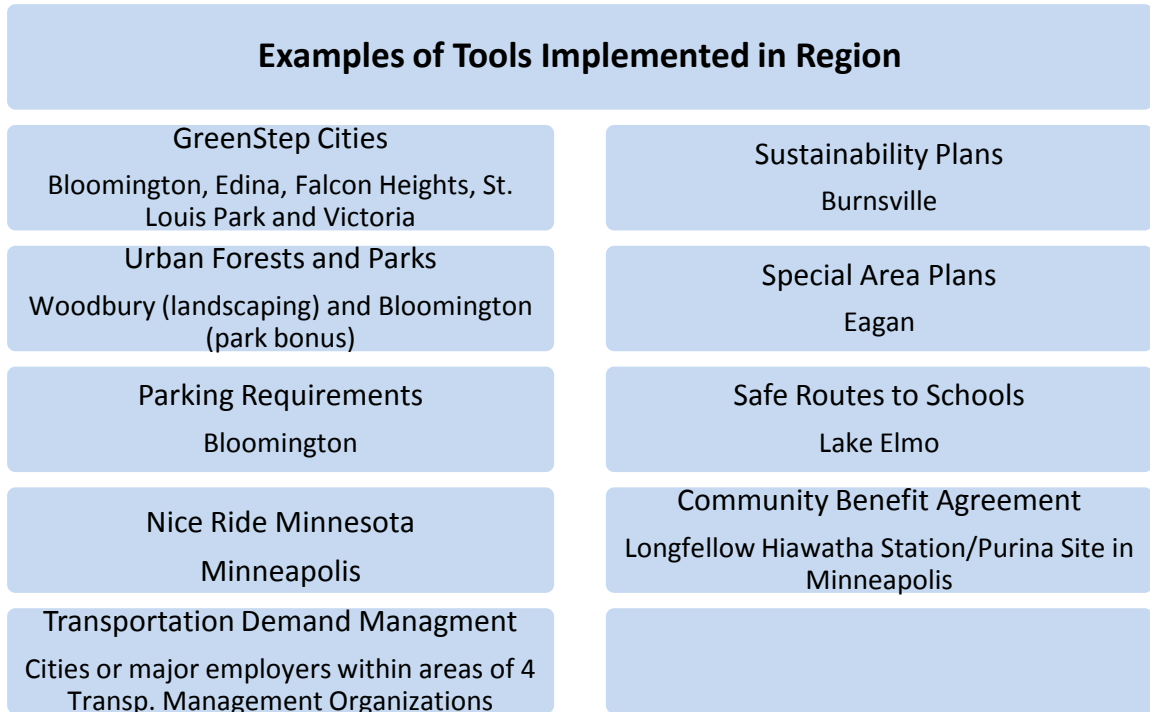 Examples of Tools Implemented in Region
GreenStep Cities
Bloomington, Edina, Falcon Heights, St.
Louis Park and Victoria
Sustainability Plans
Burnsville
Urban Forests and Parks
Woodbury (landscaping) and Bloomington
(park bonus)
Special Area Plans
Eagan
Parking Requirements
Bloomington
Safe Routes to Schools
Lake Elmo
Nice Ride Minnesota
Minneapolis
Community Benefit Agreement
Longfellow Hiawatha Station/Purina Site in
Minneapolis
Transportation Demand Managment
Cities or major employers within areas of 4
Transp. Management Organizations